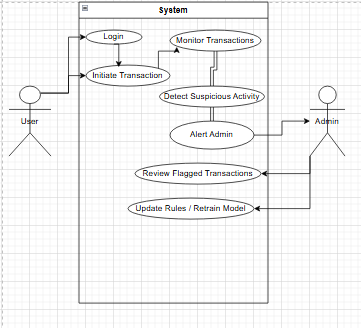 System
Login
Monitor Transactions
Initiate Transaction
Detect Suspicious Activity
User
Alert Admin
Admin
Review Flagged Transactions
Update Rules / Retrain Model